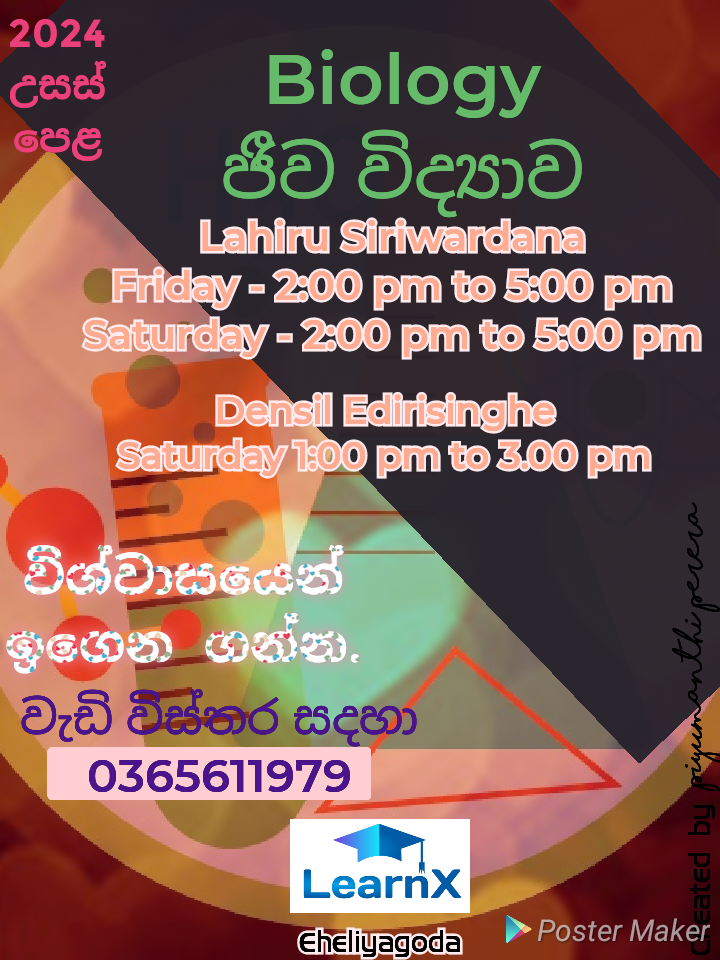 2024
උසස්
පෙළ
Biology
ජීව විද්‍යාව
Lahiru Siriwardana
Friday - 2:00 pm to 5:00 pm
Saturday - 2:00 pm to 5:00 pm
Densil Edirisinghe
Saturday 1:00 pm to 3.00 pm
විශ්වාසයෙන්
ඉගෙන ගන්න.
වැඩි විස්තර සදහා
0365611979
LearnX
Eheliyagoda
Created by piyumanthi perera
Poster Maker